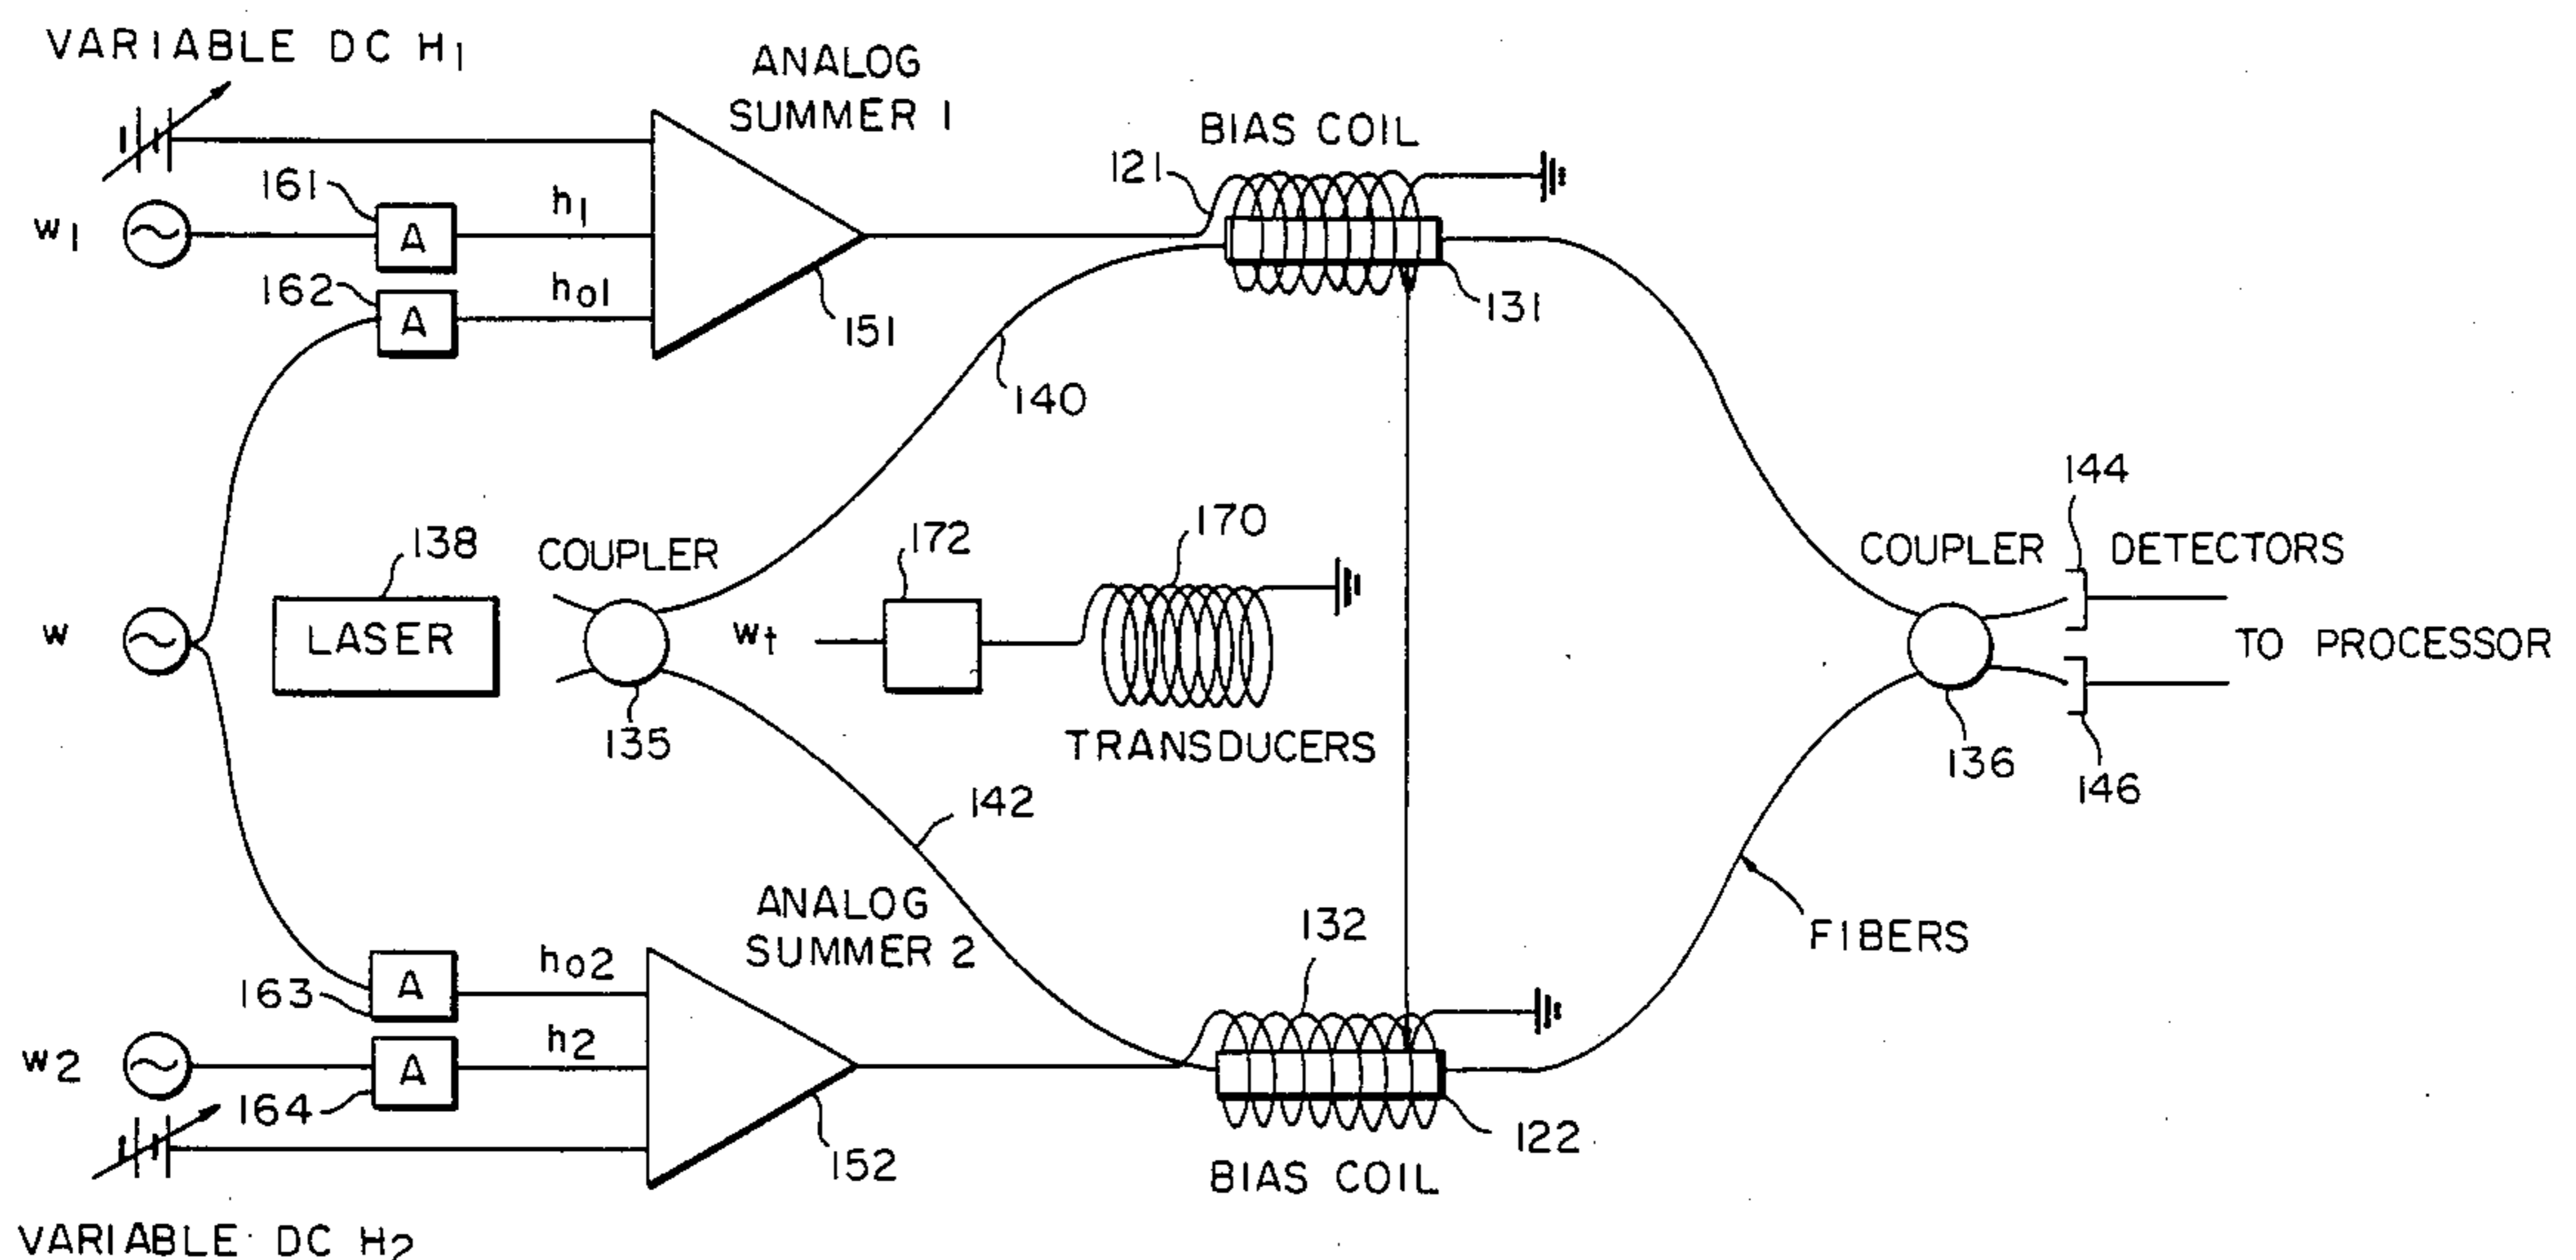 VARIABLE DC H1
ANALOG
SUMMER 1
BIAS COIL
121
161
h1
w1
A
162
h01
A
151
131
140
144
138
COUPLER
172
170
COUPLER
DETECTORS
w
LASER
wt
TO PROCESSOR
135
TRANSDUCERS
136
146
142
ANALOG
SUMMER 2
132
FIBERS
h02
A
163
h2
w2
A
164
152
122
BIAS COIL
VARIABLE DC H2